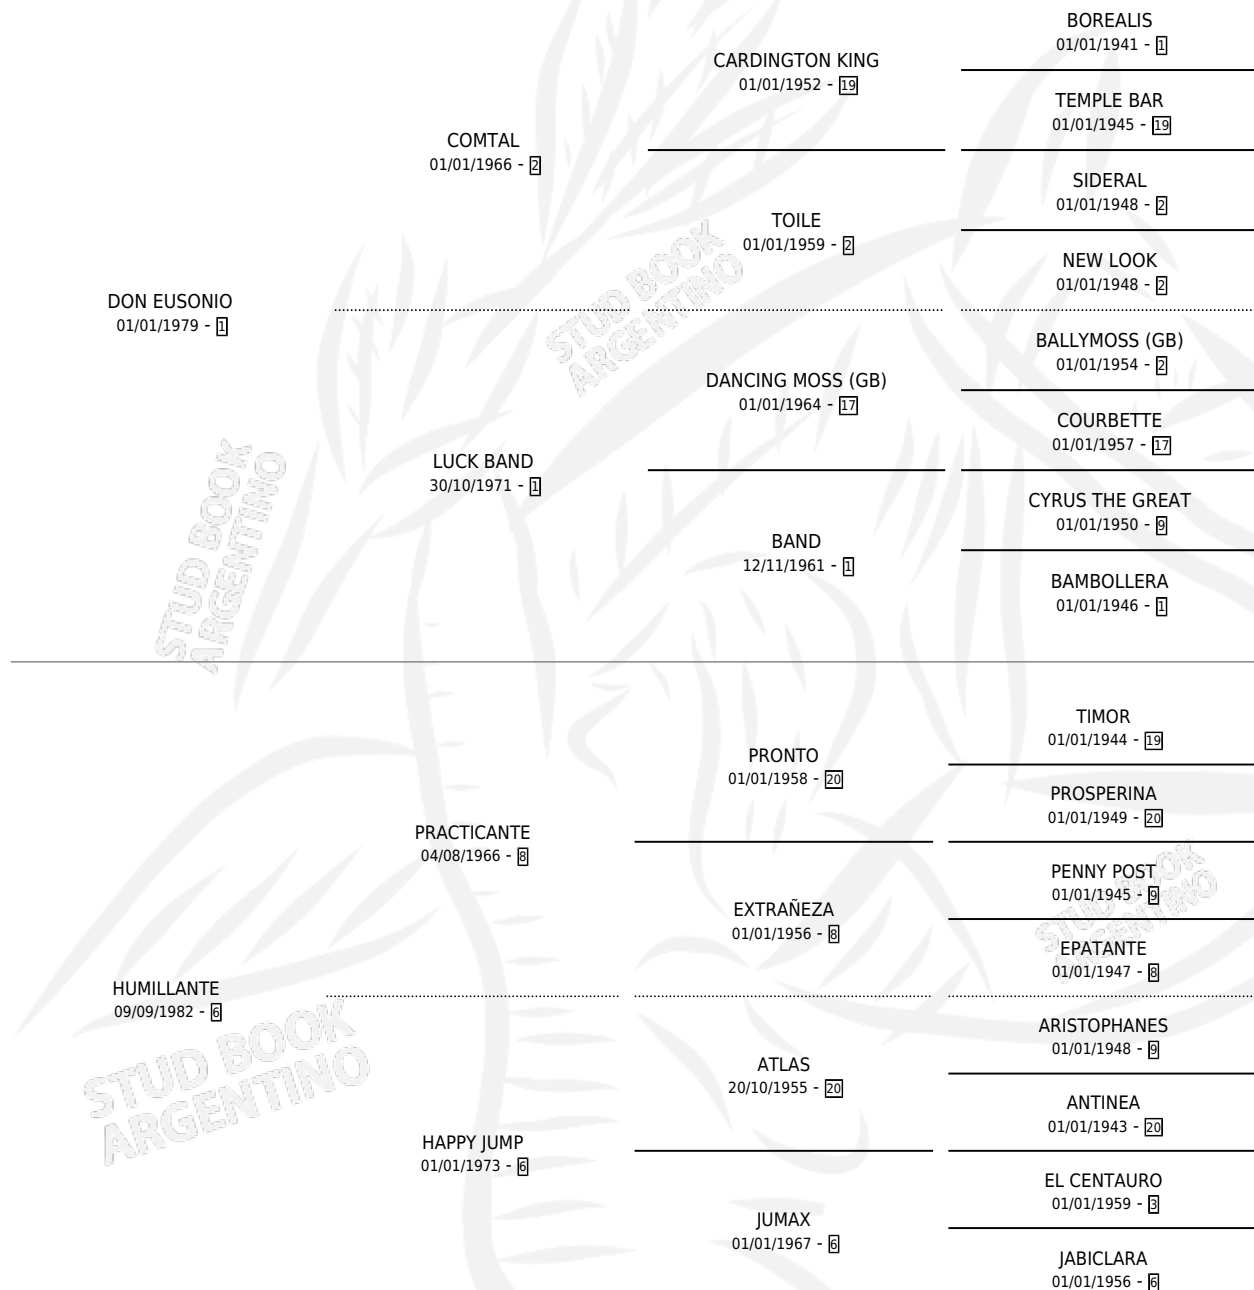 BOREALIS
01/01/1941 - 1
CARDINGTON KING
01/01/1952 - 19
TEMPLE BAR
01/01/1945 - 19
COMTAL
01/01/1966 - 2
SIDERAL
01/01/1948 - 2
TOILE
01/01/1959 - 2
NEW LOOK
01/01/1948 - 2
DON EUSONIO
01/01/1979 - 1
STUD BOOK
ARGENTINO
BALLYMOSS (GB)
01/01/1954 - 2
DANCING MOSS (GB)
01/01/1964 - 17
COURBETTE
01/01/1957 - 17
LUCK BAND
30/10/1971 - 1
CYRUS THE GREAT
01/01/1950 - 9
BAND
12/11/1961 - 1
BAMBOLLERA
01/01/1946 - 1
STUD BOOK
ARGENTINO
TIMOR
01/01/1944 - 19
PRONTO
01/01/1958 - 20
PROSPERINA
01/01/1949 - 20
PRACTICANTE
04/08/1966 - 8
PENNY POST
01/01/1945 - 9
EXTRAÑEZA
01/01/1956 - 8
EPATANTE
01/01/1947 - 8
STUD BOOK
ARGENTINO
HUMILLANTE
09/09/1982 - 6
STUD BOOK
ARGENTINO
ARISTOPHANES
01/01/1948 - 9
ATLAS
20/10/1955 - 20
ANTINEA
01/01/1943 - 20
HAPPY JUMP
01/01/1973 - 6
EL CENTAURO
01/01/1959 - 3
JUMAX
01/01/1967 - 6
JABICLARA
01/01/1956 - 6